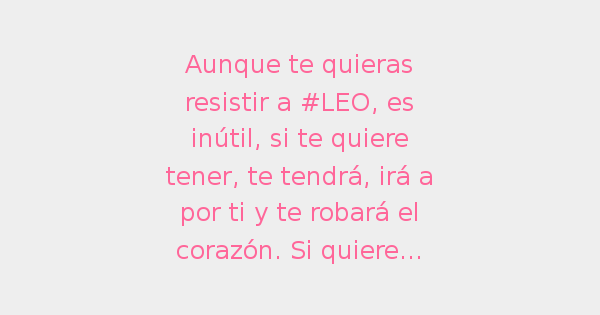 Aunque te quieras
resistir a #LEO, es
inútil, si te quiere
tener, te tendrá, irá a
por ti y te robará el
corazón. Si quiere...